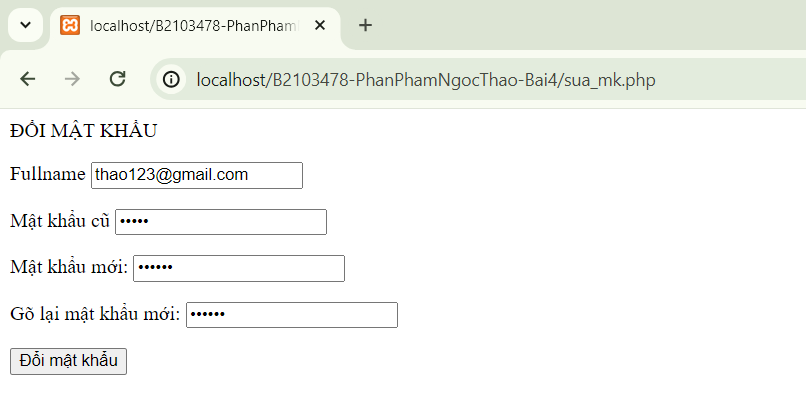 localhost/B2103478-PhanPham
localhost/B2103478-PhanPhamNgocThao-Bai4/sua_mk.php
ĐỔI MẬT KHẨU
Fullname thao123@gmail.com
Mật khẩu cũ •••••
Mật khẩu mới: ••••••
Gõ lại mật khẩu mới: ••••••
Đổi mật khẩu